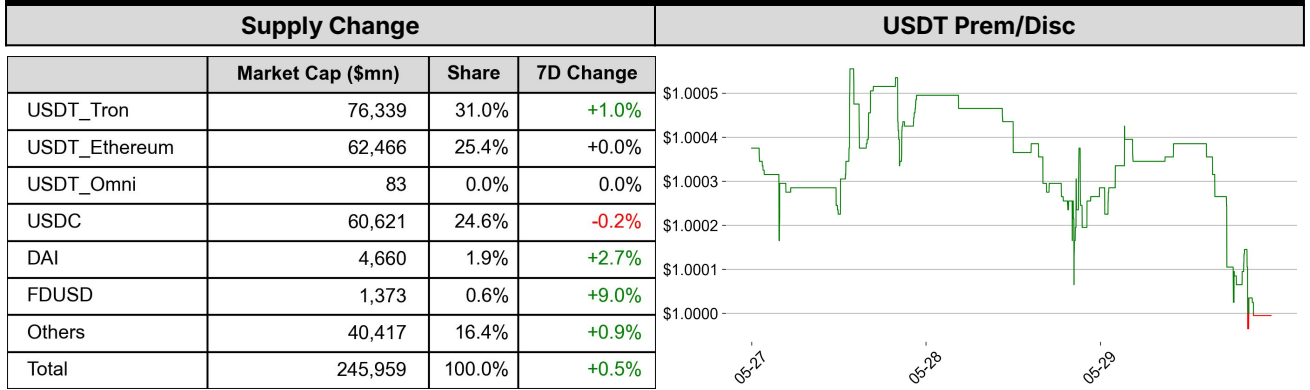 Supply Change
Market Cap ($mn) Share 7D Change
USDT_Tron 76,339 31.0% +1.0%
USDT_Ethereum 62,466 25.4% +0.0%
USDT_Omni 83 0.0% 0.0%
USDC 60,621 24.6% -0.2%
DAI 4,660 1.9% +2.7%
FDUSD 1,373 0.6% +9.0%
Others 40,417 16.4% +0.9%
Total 245,959 100.0% +0.5%
USDT Prem/Disc
$1.0005
$1.0004
$1.0003
$1.0002
$1.0001
$1.0000
05-27 05-28 05-29